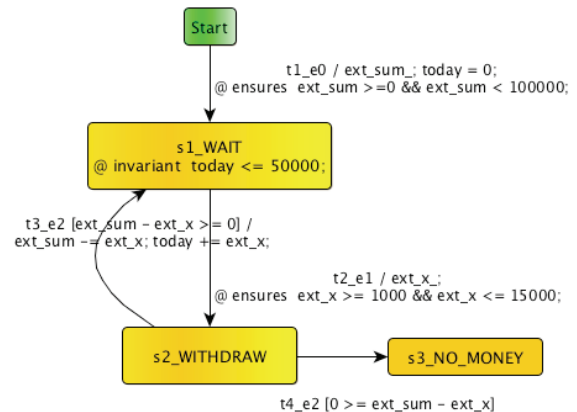 Start
t1_e0 / ext_sum_; today = 0;
@ ensures ext_sum >=0 && ext_sum < 100000;
s1_WAIT
@ invariant today <= 50000;
t3_e2 [ext_sum - ext_x >= 0] /
ext_sum -= ext_x; today += ext_x;
t2_e1 / ext_x_;
@ ensures ext_x >= 1000 && ext_x <= 15000;
s2_WITHDRAW
s3_NO_MONEY
t4_e2 [0 >= ext_sum - ext_x]